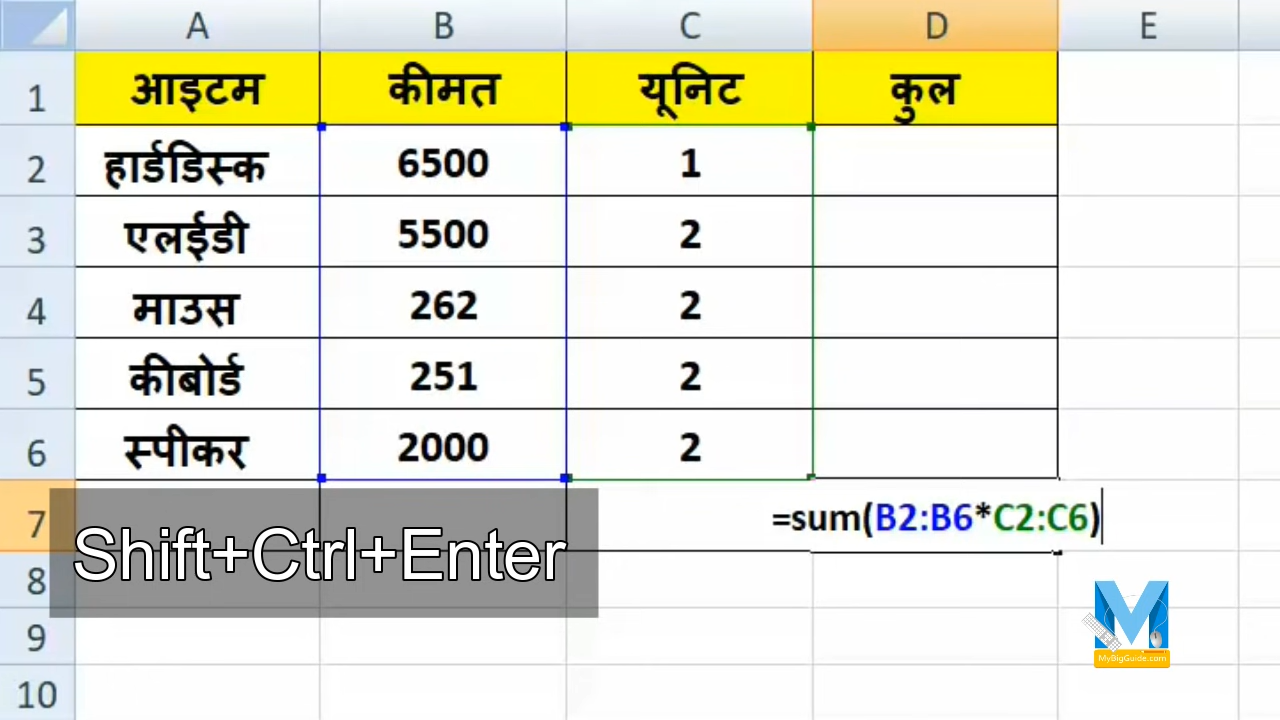 A B C D E
1 आइटम कीमत यूनिट कुल
2 हार्डडिस्क 6500 1
3 एलईडी 5500 2
4 माउस 262 2
5 कीबोर्ड 251 2
6 स्पीकर 2000 2
7 =sum(B2:B6*C2:C6)
Shift+Ctrl+Enter
8
9
10
M
MyBigGuide.com